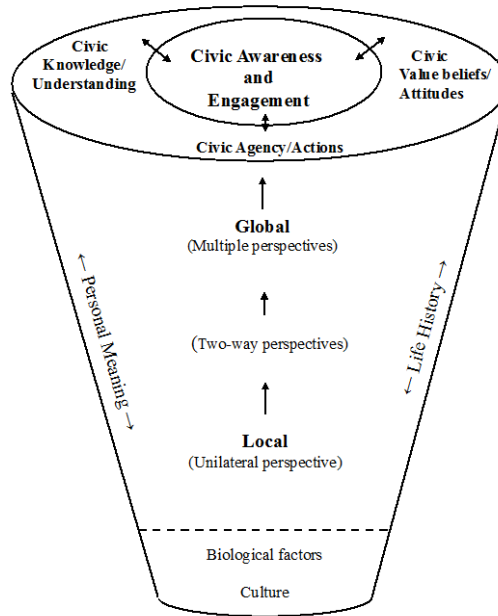 Civic
Knowledge/
Understanding
Civic Awareness
and
Engagement
Civic
Value beliefs/
Attitudes
Civic Agency/Actions
Global
(Multiple perspectives)
← Personal Meaning →
← Life History →
(Two-way perspectives)
Local
(Unilateral perspective)
Biological factors
Culture